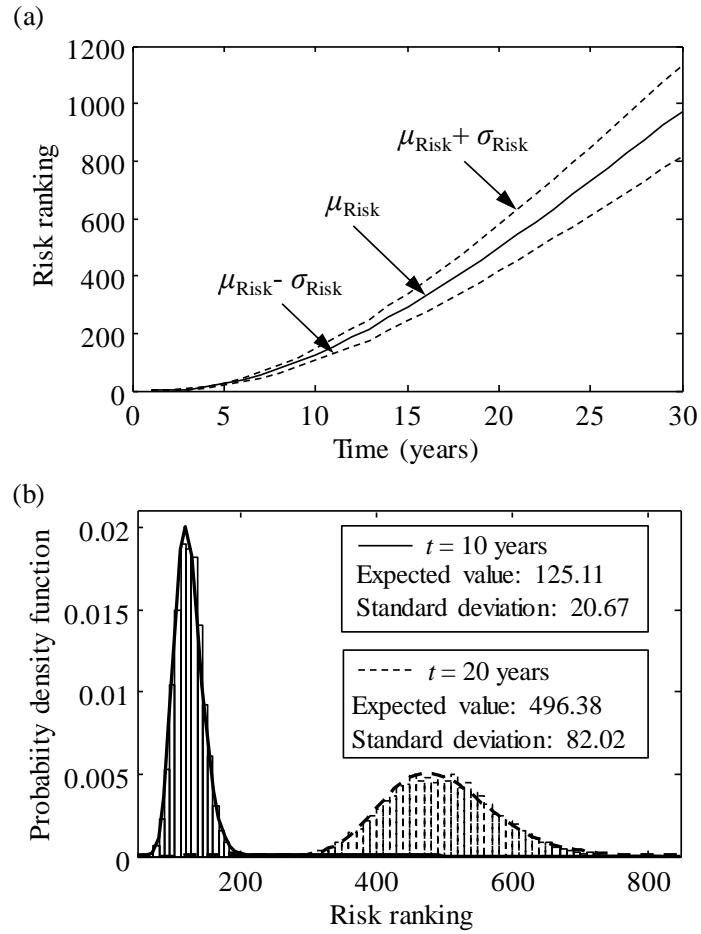 (a)
1200
1000
800
600
400
200
0
0 5 10 15 20 25 30
Risk ranking
Time (years)
μRisk+ σRisk
μRisk
μRisk- σRisk
(b)
0.02
0.015
0.01
0.005
0
200 400 600 800
Probabiity density function
Risk ranking
t = 10 years
Expected value: 125.11
Standard deviation: 20.67
t = 20 years
Expected value: 496.38
Standard deviation: 82.02